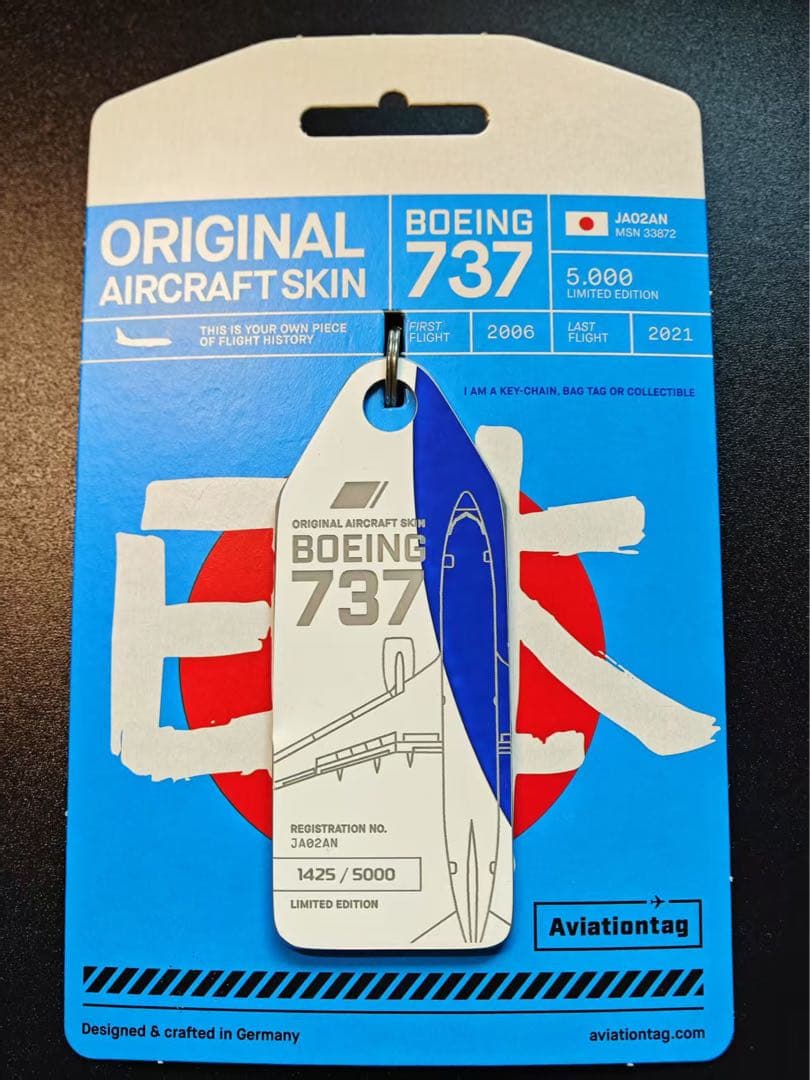 ORIGINAL
AIRCRAFT SKIN
BOEING
737
JA02AN
MSN 33872
5.000
LIMITED EDITION
THIS IS YOUR OWN PIECE
OF FLIGHT HISTORY
FIRST
FLIGHT
2006
LAST
FLIGHT
2021
I AM A KEY-CHAIN, BAG TAG OR COLLECTIBLE
ORIGINAL AIRCRAFT SKIN
BOEING
737
REGISTRATION NO.
JA02AN
1425 / 5000
LIMITED EDITION
Aviationtag
Designed & crafted in Germany
aviationtag.com